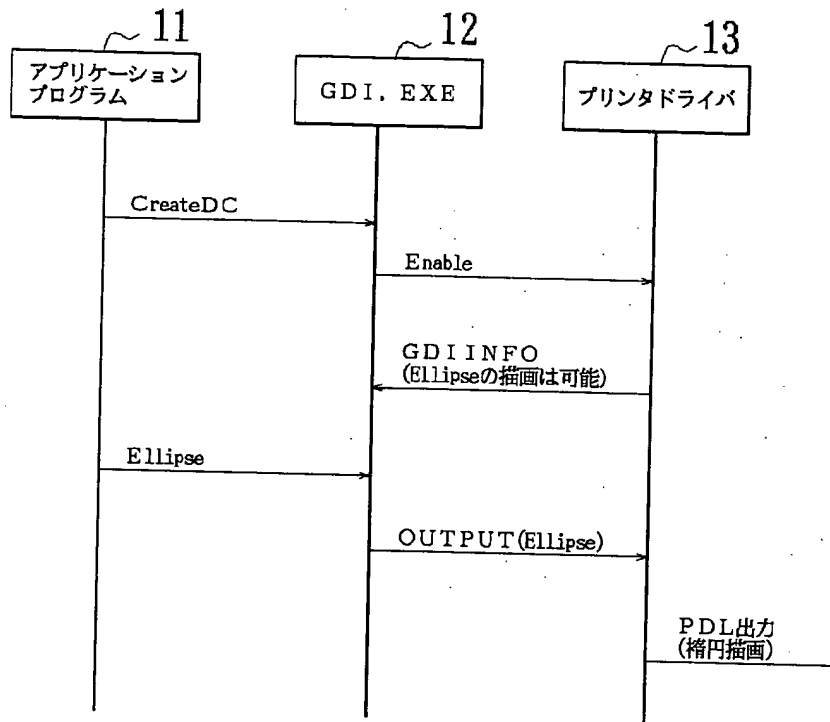 11
アプリケーション
プログラム
12
GDI．EXE
13
プリンタドライバ
CreateDC
Enable
GDIINFO
(Ellipseの描画は可能)
Ellipse
OUTPUT(Ellipse)
PDL出力
(楕円描画)